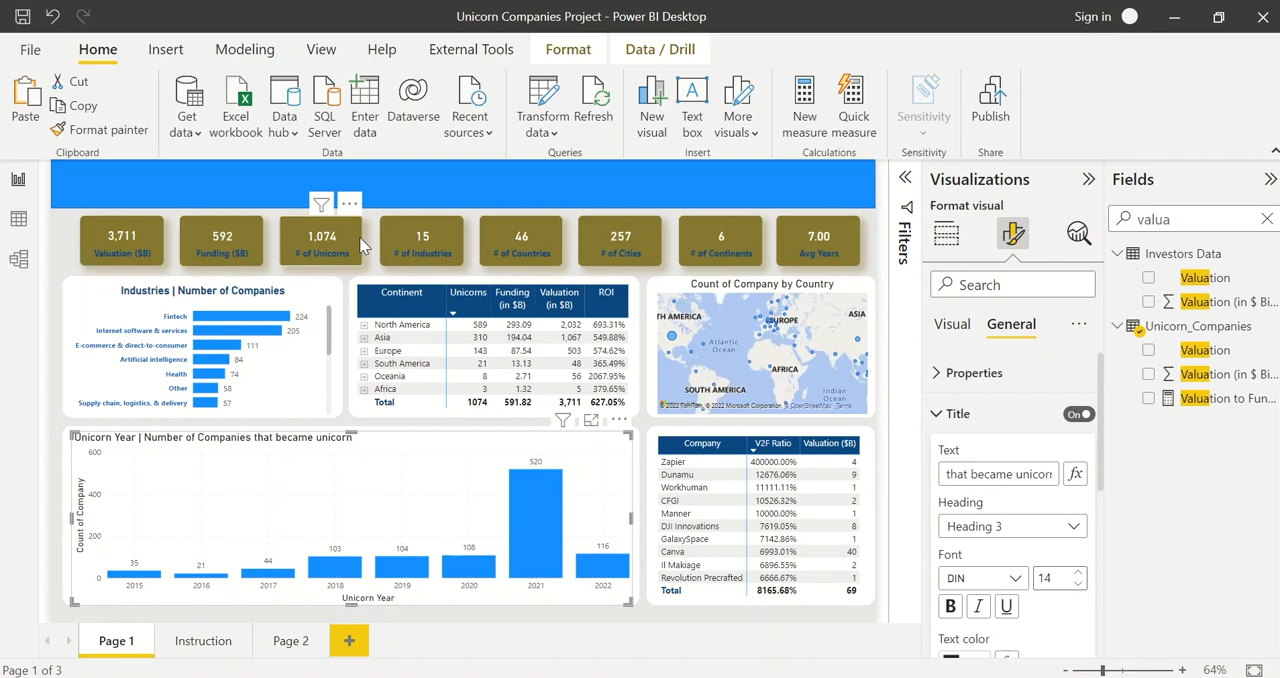 Unicorn Companies Project - Power BI Desktop
Sign in
File Home Insert Modeling View Help External Tools Format Data / Drill
Paste
Cut
Copy
Format painter
Clipboard
Get data
Excel workbook
Data hub
SQL Server
Enter data
Dataverse
Recent sources
Data
Transform data
Refresh
Queries
New visual
Text box
More visuals
Insert
New measure
Quick measure
Calculations
Sensitivity
Sensitivity
Publish
Share
3,711
Valuation ($B)
592
Funding ($B)
1,074
# of Unicorns
15
# of Industries
46
# of Countries
257
# of Cities
6
# of Continents
7.00
Avg Years
Industries | Number of Companies
Fintech 224
Internet software & services 205
E-commerce & direct-to-consumer 111
Artificial intelligence 84
Health 74
Other 58
Supply chain, logistics, & delivery 57
Continent Unicorns Funding (in $B) Valuation (in $B) ROI
North America 589 293.09 2,032 693.31%
Asia 310 194.04 1,067 549.88%
Europe 143 87.54 503 574.62%
South America 21 13.13 48 365.49%
Oceania 8 2.71 56 2067.95%
Africa 3 1.32 5 379.65%
Total 1074 591.82 3,711 627.05%
Count of Company by Country
TH AMERICA
EUROPE
ASIA
Atlantic
Ocean
AFRICA
SOUTH AMERICA
Indian
Ocean
© 2022 TomTom, © 2022 Microsoft Corporation, © OpenStreetMap Terms
Unicorn Year | Number of Companies that became unicorn
Count of Company
600
400
200
0
35
21
44
103
104
108
520
116
2015 2016 2017 2018 2019 2020 2021 2022
Unicorn Year
Company V2F Ratio Valuation ($B)
Zapier 400000.00% 4
Dunamu 12676.06% 9
Workhuman 11111.11% 1
CFGI 10526.32% 2
Manner 10000.00% 1
DJI Innovations 7619.05% 8
GalaxySpace 7142.86% 1
Canva 6993.01% 40
Il Makiage 6896.55% 2
Revolution Precrafted 6666.67% 1
Total 8165.68% 69
Filters
Visualizations
Format visual
Search
Visual General
Properties
Title On
Text
that became unicorn
fx
Heading
Heading 3
Font
DIN 14
B I U
Text color
Fields
valua
Investors Data
Valuation
Valuation (in $ Bi...
Unicorn_Companies
Valuation
Valuation (in $ Bi...
Valuation to Fun...
Page 1 Instruction Page 2
Page 1 of 3
- + 64%